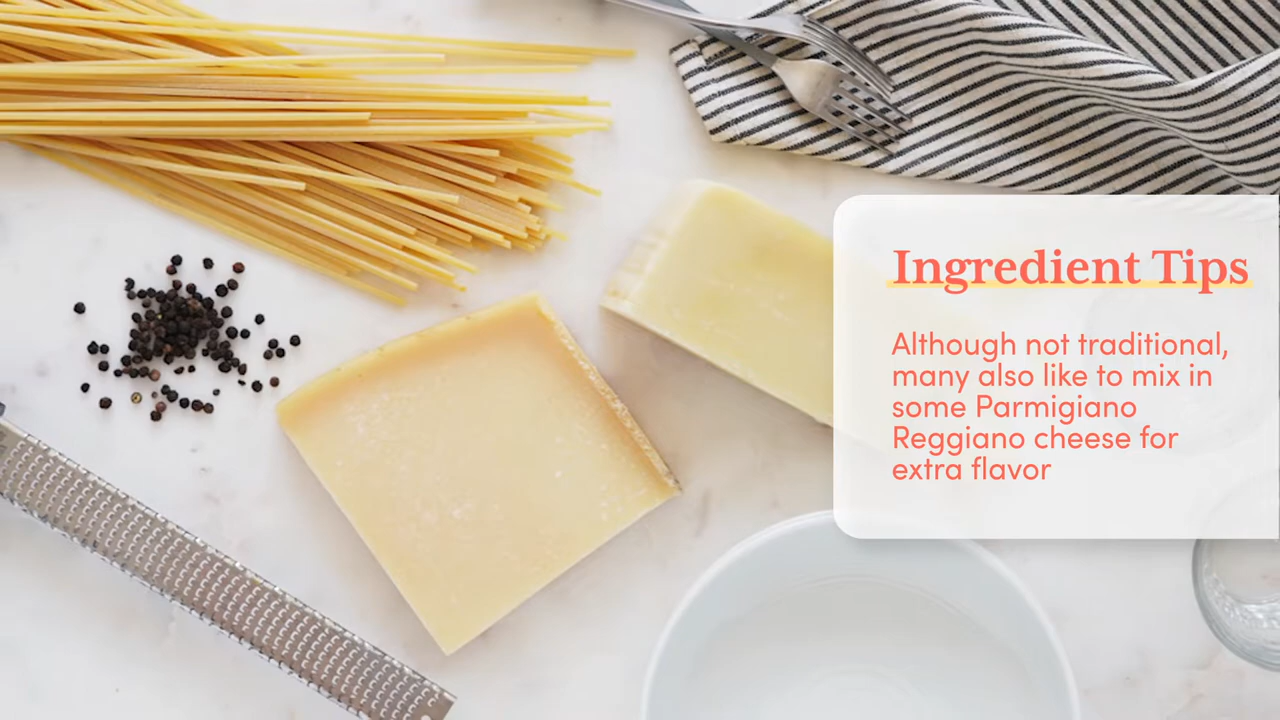 Ingredient Tips
Although not traditional,
many also like to mix in
some Parmigiano
Reggiano cheese for
extra flavor